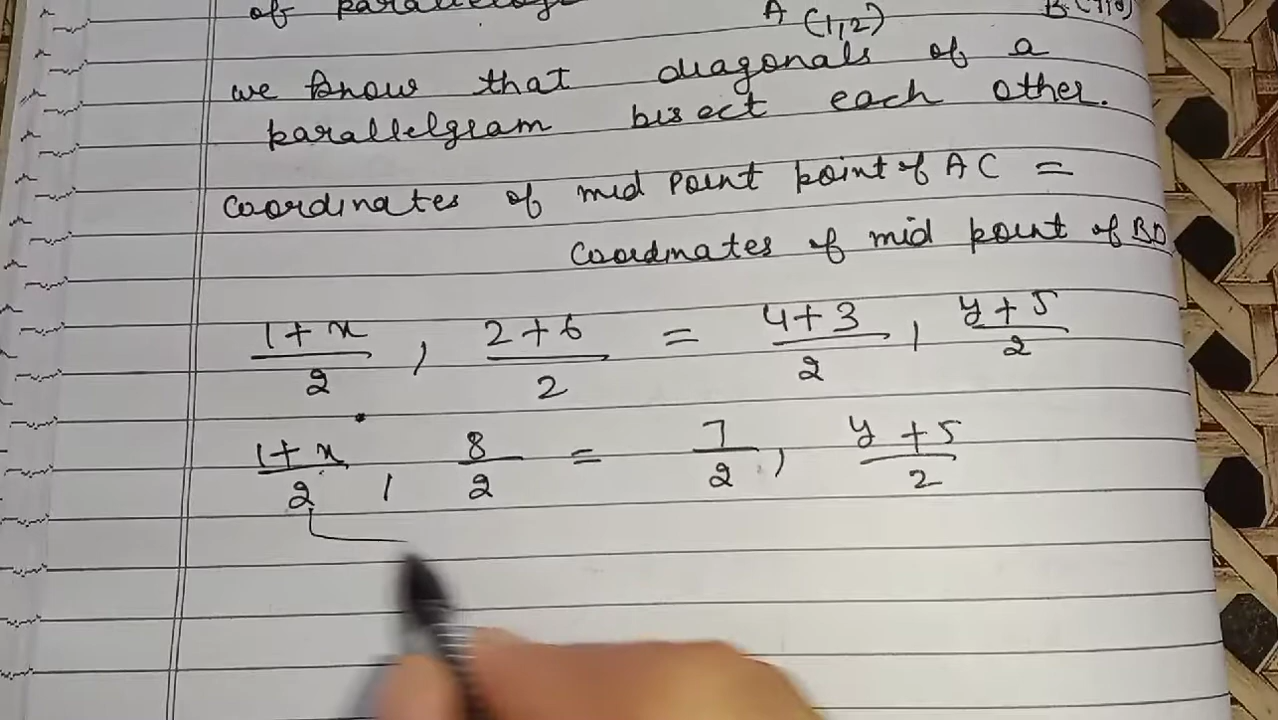 of
A (1,2)
we know that diagonals of a
parallelgram bisect each other.
Coordinates of mid Point point of AC =
Coordinates of mid point of BD
1+x/2 , 2+6/2 = 4+3/2 , y+5/2
1+x/2 , 8/2 = 7/2 , y+5/2